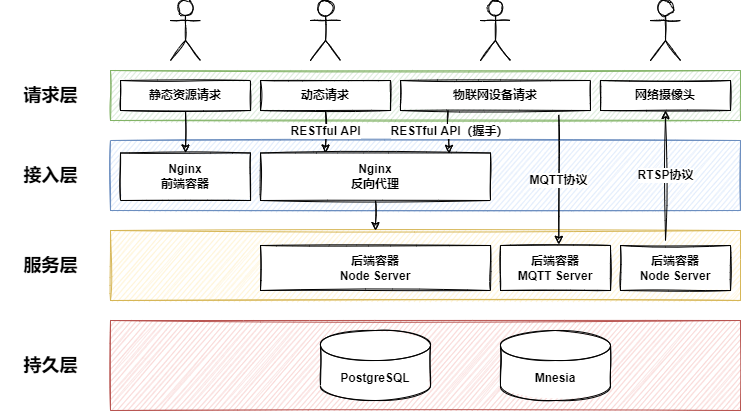 请求层
静态资源请求
动态请求
物联网设备请求
网络摄像头
RESTful API
RESTful API（握手）
接入层
Nginx
前端容器
Nginx
反向代理
MQTT协议
RTSP协议
服务层
后端容器
Node Server
后端容器
MQTT Server
后端容器
Node Server
持久层
PostgreSQL
Mnesia